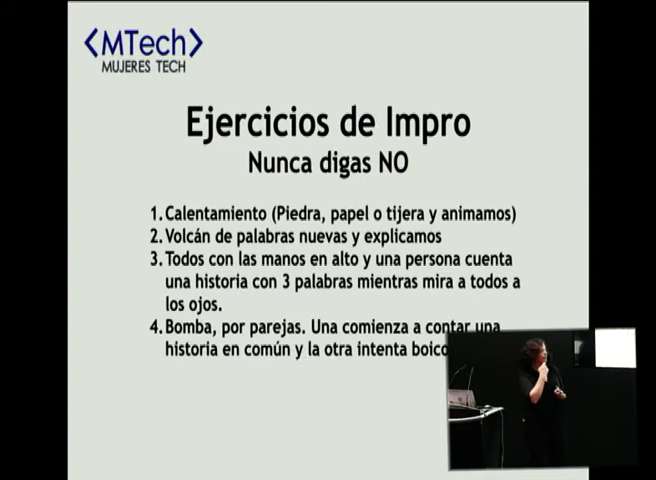 <MTech>
MUJERES TECH
Ejercicios de Impro
Nunca digas NO
1. Calentamiento (Piedra, papel o tijera y animamos)
2. Volcán de palabras nuevas y explicamos
3. Todos con las manos en alto y una persona cuenta
una historia con 3 palabras mientras mira a todos a
los ojos.
4. Bomba, por parejas. Una comienza a contar una
historia en común y la otra intenta